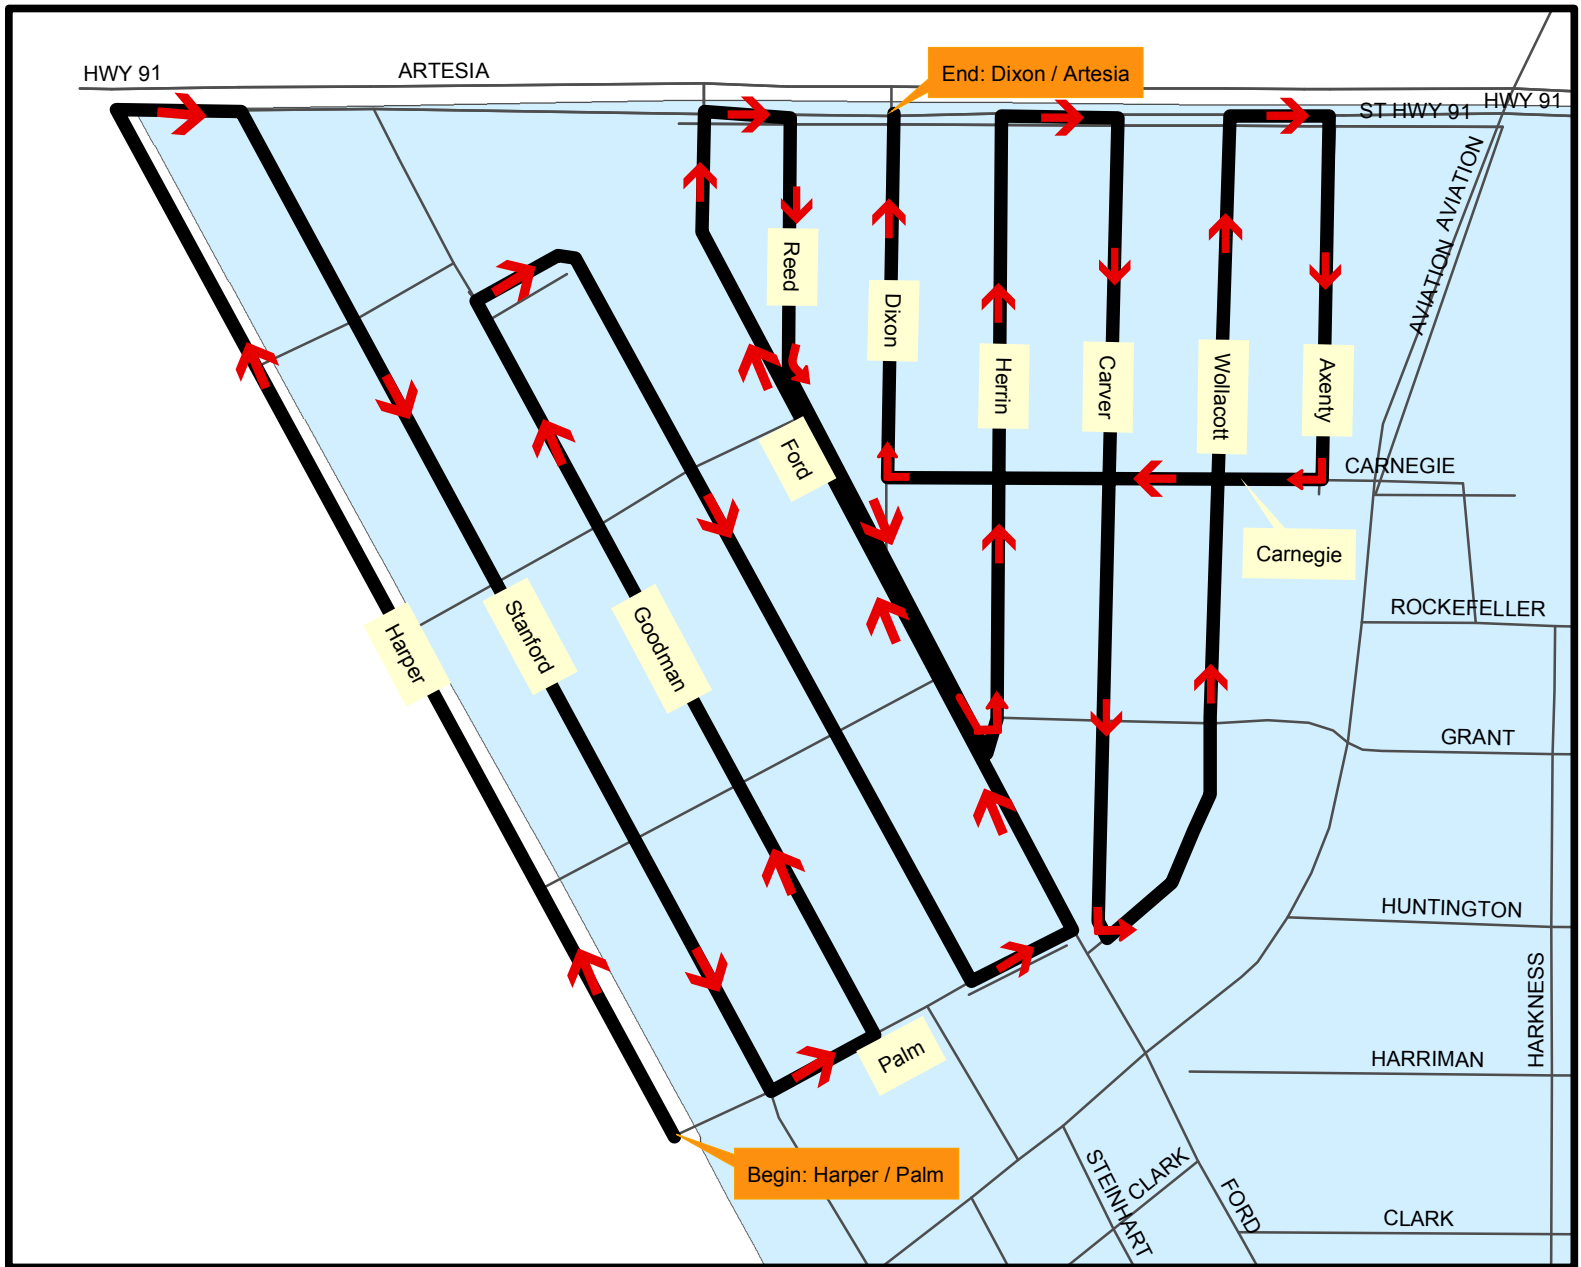 HWY 91
ARTESIA
End: Dixon / Artesia
HWY 91
ST HWY 91
AVIATION
AVIATION
Reed
Dixon
Herrin
Carver
Wollacott
Axenty
Ford
CARNEGIE
Carnegie
ROCKEFELLER
Harper
Stanford
Goodman
GRANT
HUNTINGTON
HARKNESS
Palm
HARRIMAN
Begin: Harper / Palm
STEINHART
CLARK
FORD
CLARK